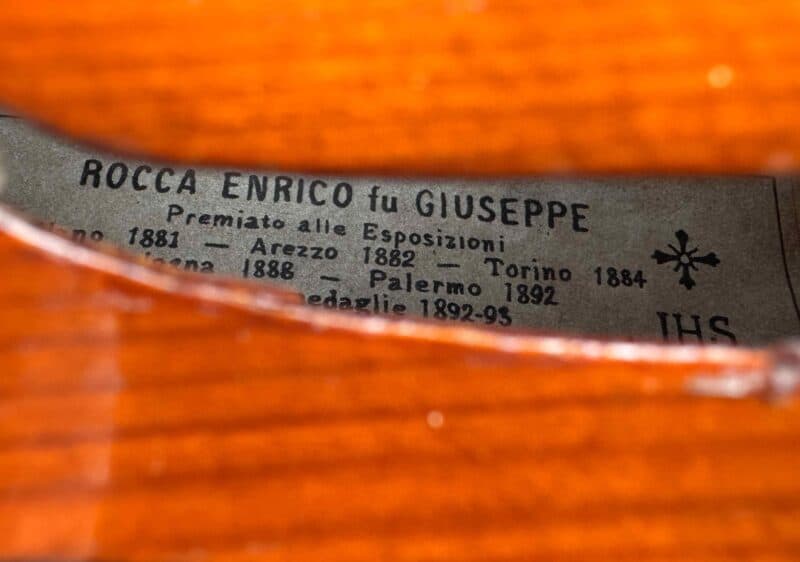 ROCCA ENRICO fu GIUSEPPE
Premiato alle Esposizioni
1881 — Arezzo 1882 — Torino 1884
1888 — Palermo 1892
medaglie 1892-93
IHS